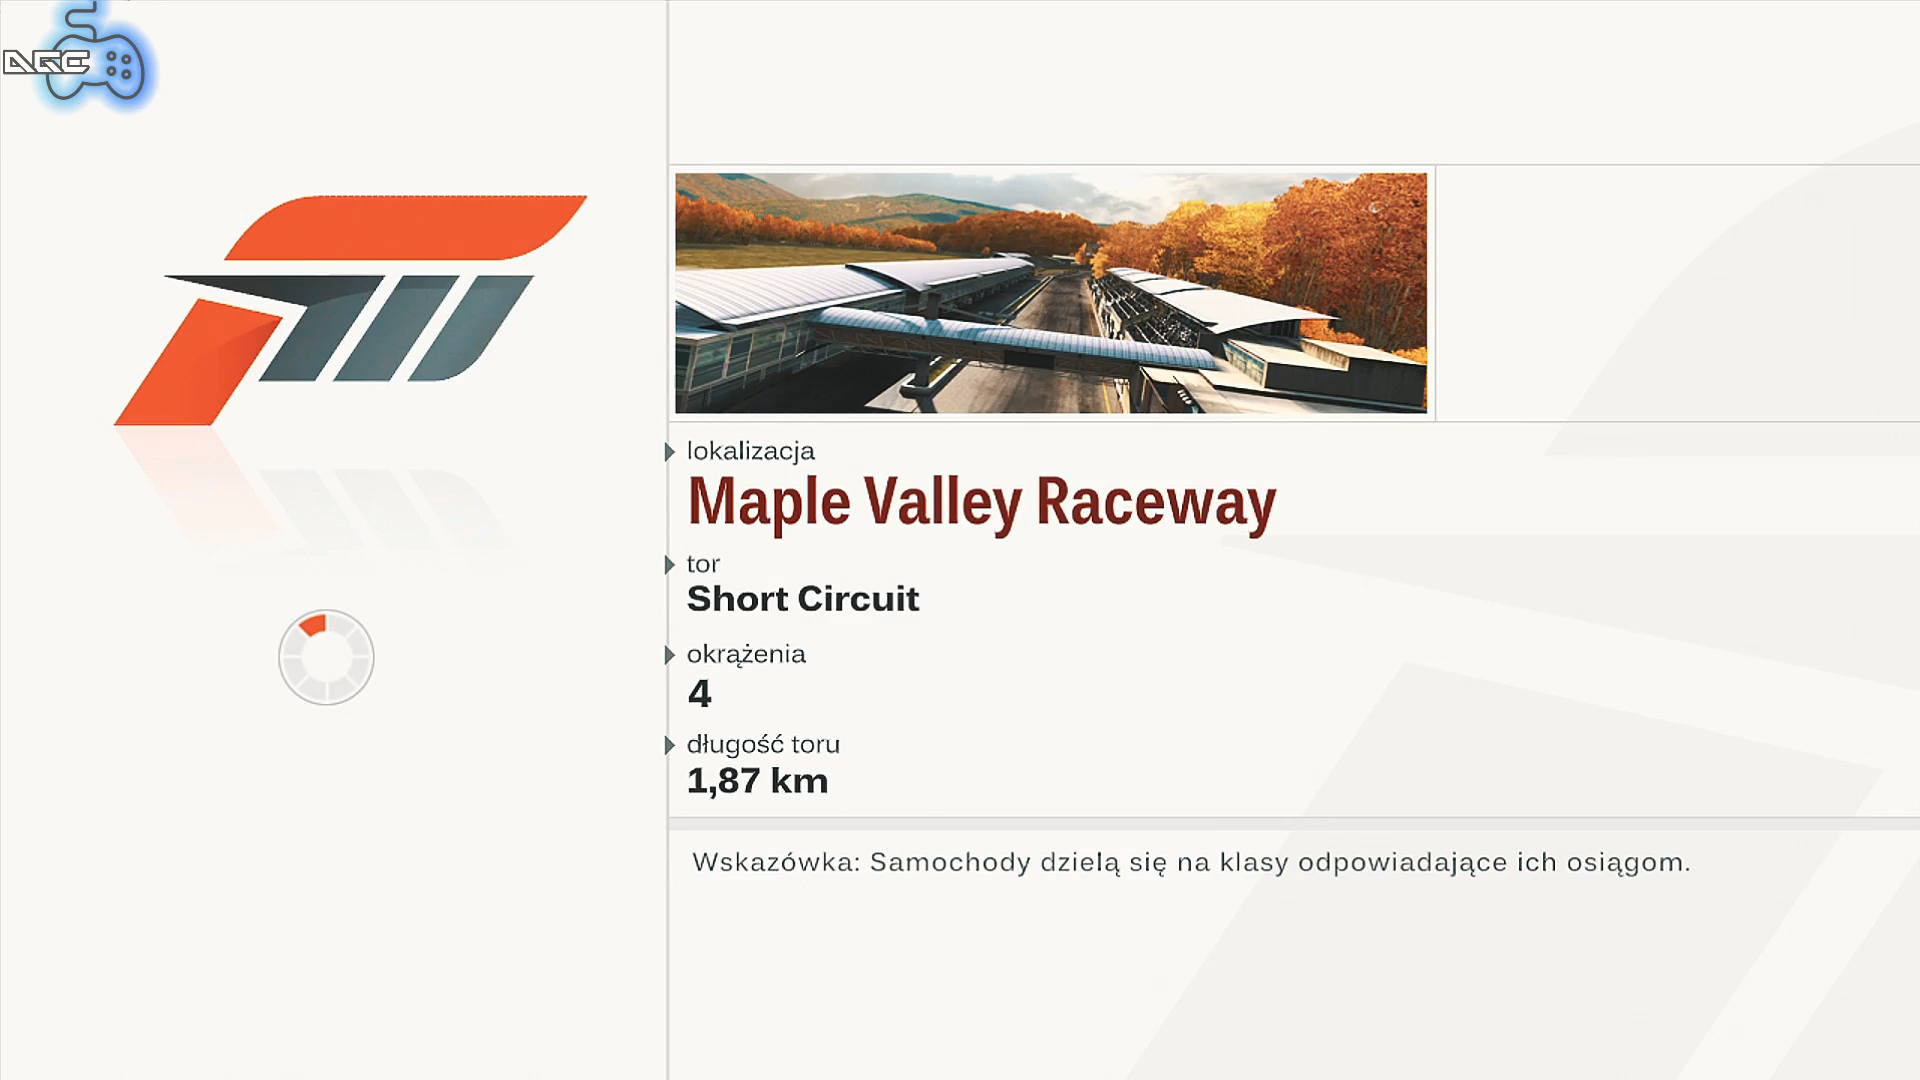 AGC
lokalizacja
Maple Valley Raceway
tor
Short Circuit
okrążenia
4
długość toru
1,87 km
Wskazówka: Samochody dzielą się na klasy odpowiadające ich osiągom.